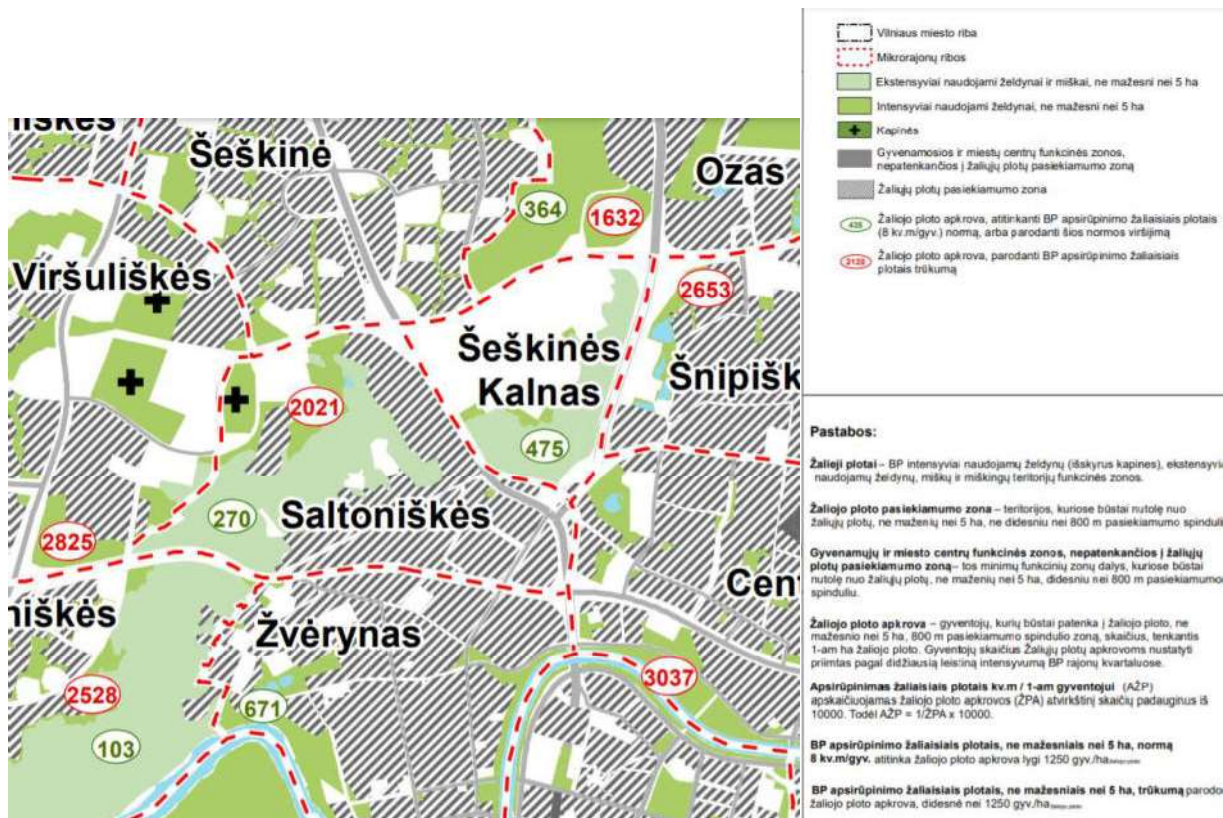 Vilniaus miesto riba
Mikrorajonų ribos
Ekstensyviai naudojami želdynai ir miškai, ne mažesni nei 5 ha
Intensyviai naudojami želdynai, ne mažesni nei 5 ha
Kapinės
Gyvenamosios ir miestų centrų funkcinės zonos,
nepatenkančios į žaliųjų plotų pasiekiamumo zoną
Žaliųjų plotų pasiekiamumo zona
Žaliojo ploto apkrova, atitinkanti BP apsirūpinimo žaliaisiais plotais
(8 kv.m/gyv.) normą, arba parodanti šios normos viršijimą
Žaliojo ploto apkrova, parodanti BP apsirūpinimo žaliaisiais
plotais trūkumą
iškės
Šeškinė
Ozas
364
1632
Viršuliškės
2653
Šeškinės
Kalnas
Šnipišk
2021
475
270
Saltoniškės
2825
Cen
niškės
Žvėrynas
2528
671
3037
103
Pastabos:
Žalieji plotai – BP intensyviai naudojamų želdynų (išskyrus kapines), ekstensyvia
naudojamų želdynų, miškų ir miškingų teritorijų funkcinės zonos.
Žaliojo ploto pasiekiamumo zona – teritorijos, kuriose būstai nutolę nuo
žaliųjų plotų, ne maženių nei 5 ha, ne didesniu nei 800 m pasiekiamumo spinduli
Gyvenamųjų ir miesto centrų funkcinės zonos, nepatenkančios į žaliųjų
plotų pasiekiamumo zoną– tos minimų funkcinių zonų dalys, kuriose būstai
nutolę nuo žaliųjų plotų, ne maženių nei 5 ha, didesniu nei 800 m pasiekiamumo
spinduliu.
Žaliojo ploto apkrova – gyventojų, kurių būstai patenka į žaliojo ploto, ne
mažesnio nei 5 ha, 800 m pasiekiamumo spindulio zoną, skaičius, tenkantis
1-am ha žaliojo ploto. Gyventojų skaičius Žaliųjų plotų apkrovoms nustatyti
priimtas pagal didžiausią leistiną intensyvumą BP rajonų kvartaluose.
Apsirūpinimas žaliaisiais plotais kv.m / 1-am gyventojui (AŽP)
apskaičiuojamas žaliojo ploto apkrovos (ŽPA) atvirkštinį skaičių padauginus iš
10000. Todėl AŽP = 1/ŽPA x 10000.
BP apsirūpinimo žaliaisiais plotais, ne mažesniais nei 5 ha, normą
8 kv.m/gyv. atitinka žaliojo ploto apkrova lygi 1250 gyv./ha
BP apsirūpinimo žaliaisiais plotais, ne mažesniais nei 5 ha, trūkumą parodo
žaliojo ploto apkrova, didesnė nei 1250 gyv./ha